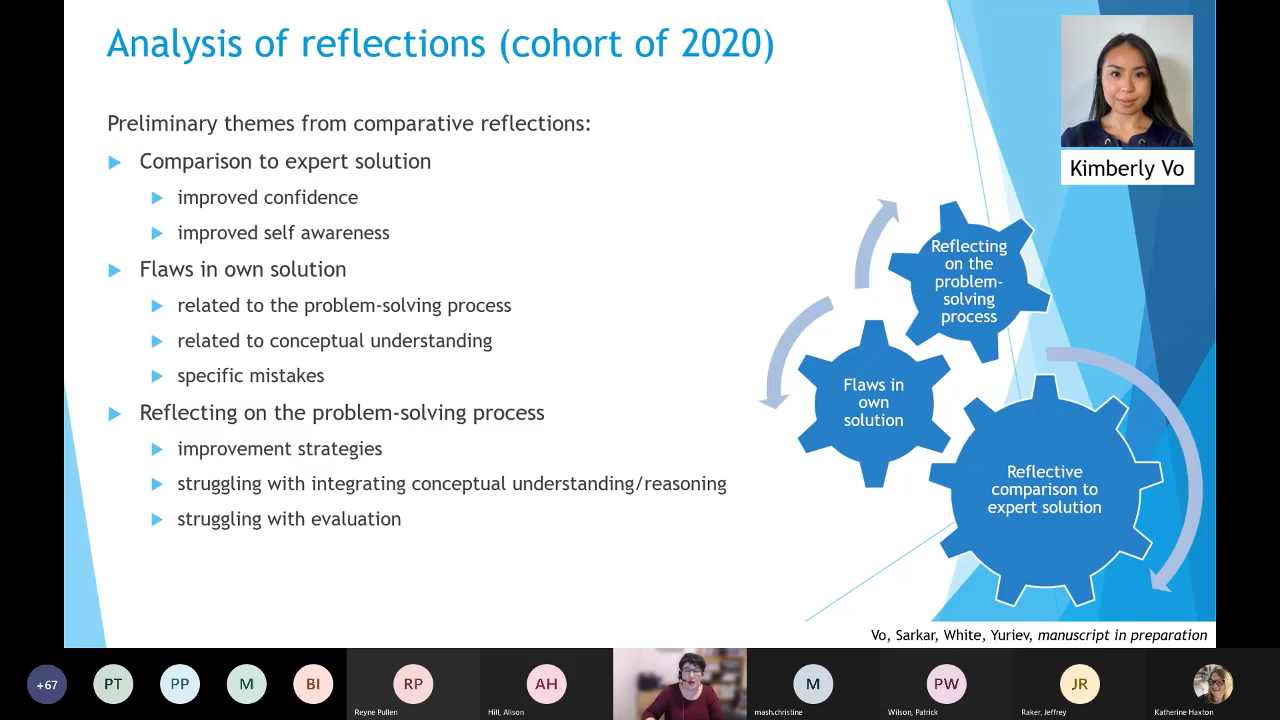 Analysis of reflections (cohort of 2020)
Kimberly Vo
Preliminary themes from comparative reflections:
Comparison to expert solution
improved confidence
improved self awareness
Flaws in own solution
related to the problem-solving process
related to conceptual understanding
specific mistakes
Reflecting on the problem-solving process
improvement strategies
struggling with integrating conceptual understanding/reasoning
struggling with evaluation
Reflecting
on the
problem-
solving
process
Flaws in
own
solution
Reflective
comparison to
expert solution
Vo, Sarkar, White, Yuriev, manuscript in preparation
+67
PT
PP
M
BI
RP
Reyne Pullen
AH
Hill, Alison
M
mash.christine
PW
Wilson, Patrick
JR
Raker, Jeffrey
Katherine Haxton